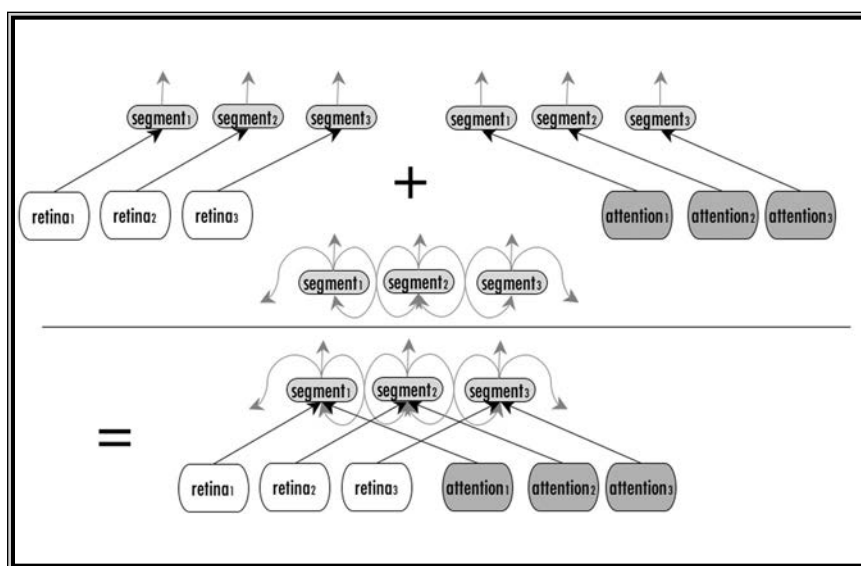 segment1 segment2 segment3 segment1 segment2 segment3
retina1 retina2 retina3 + attention1 attention2 attention3
segment1 segment2 segment3
=
segment1 segment2 segment3
retina1 retina2 retina3 attention1 attention2 attention3